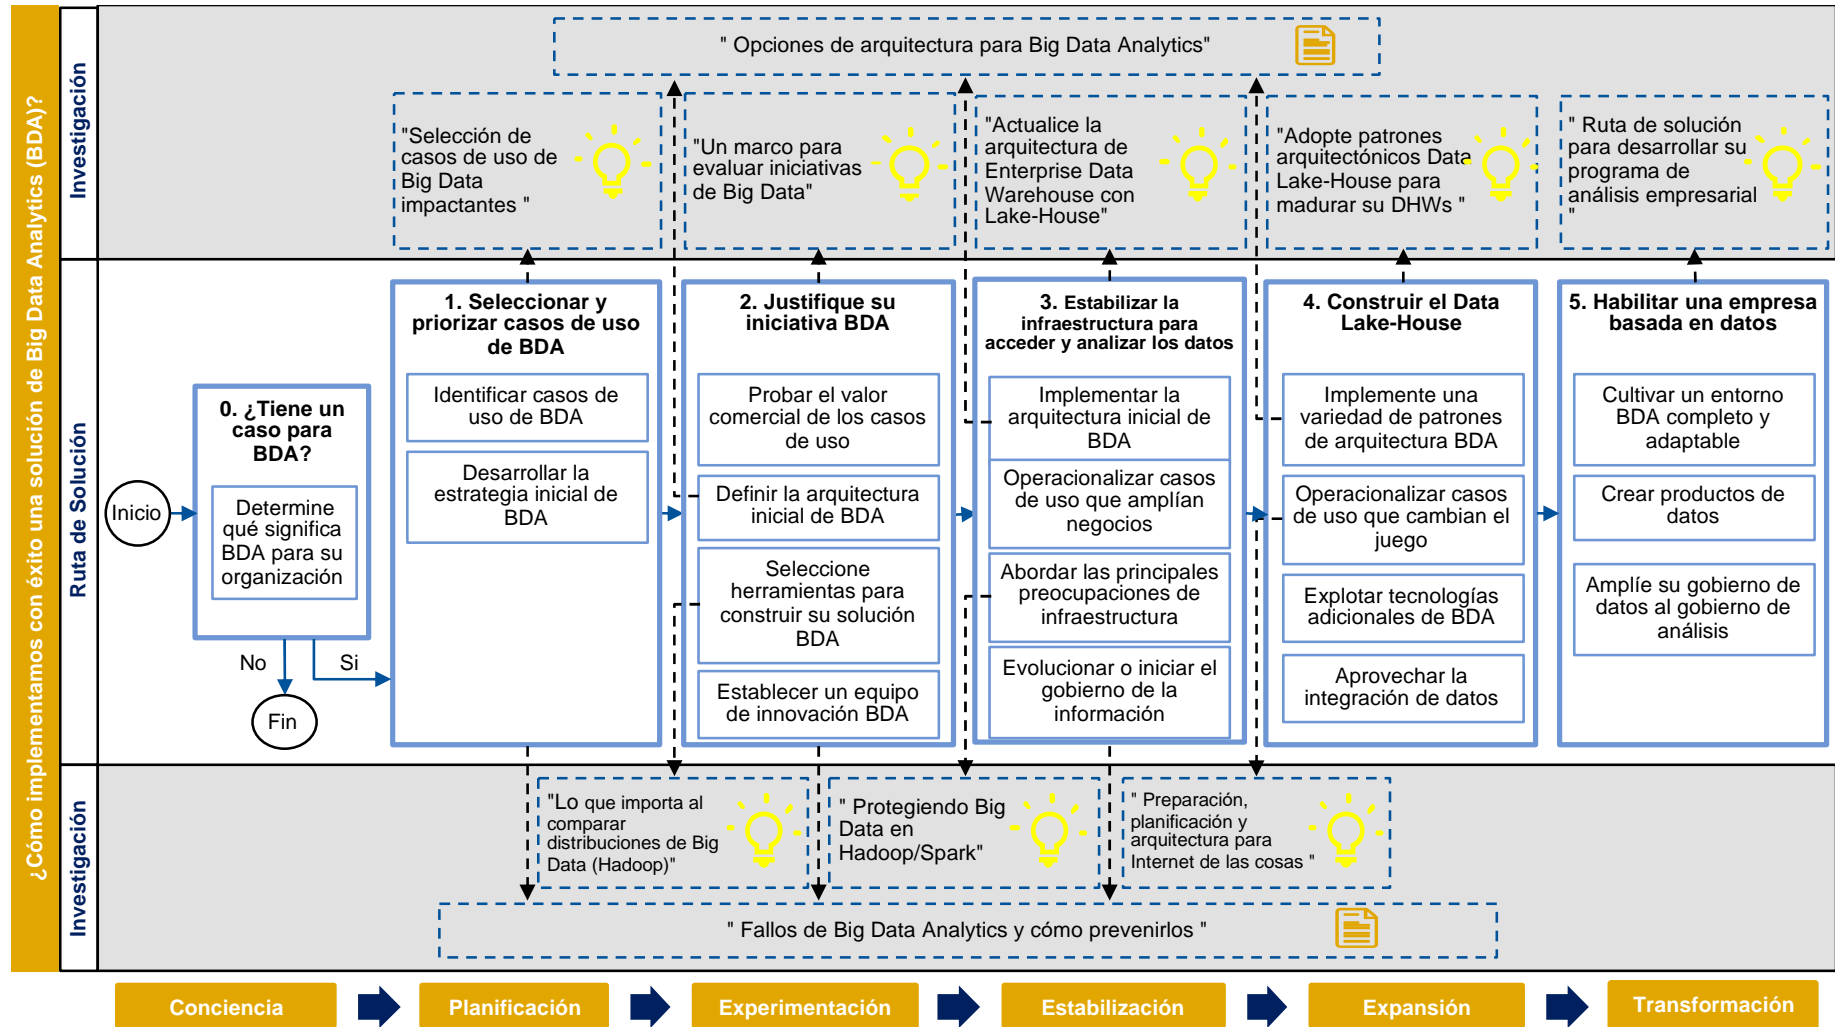 ¿Cómo implementamos con éxito una solución de Big Data Analytics (BDA)?
Investigación
" Opciones de arquitectura para Big Data Analytics"
"Selección de
casos de uso de
Big Data
impactantes "
"Un marco para
evaluar iniciativas
de Big Data"
"Actualice la
arquitectura de
Enterprise Data
Warehouse con
Lake-House"
"Adopte patrones
arquitectónicos Data
Lake-House para
madurar su DHWs "
" Ruta de solución
para desarrollar su
programa de
análisis empresarial
"
Ruta de Solución
Inicio
0. ¿Tiene un
caso para
BDA?
Determine
qué significa
BDA para su
organización
No
Si
Fin
1. Seleccionar y
priorizar casos de uso
de BDA
Identificar casos de
uso de BDA
Desarrollar la
estrategia inicial de
BDA
2. Justifique su
iniciativa BDA
Probar el valor
comercial de los casos
de uso
Definir la arquitectura
inicial de BDA
Seleccione
herramientas para
construir su solución
BDA
Establecer un equipo
de innovación BDA
3. Estabilizar la
infraestructura para
acceder y analizar los datos
Implementar la
arquitectura inicial de
BDA
Operacionalizar casos
de uso que amplían
negocios
Abordar las principales
preocupaciones de
infraestructura
Evolucionar o iniciar el
gobierno de la
información
4. Construir el Data
Lake-House
Implemente una
variedad de patrones
de arquitectura BDA
Operacionalizar casos
de uso que cambian el
juego
Explotar tecnologías
adicionales de BDA
Aprovechar la
integración de datos
5. Habilitar una empresa
basada en datos
Cultivar un entorno
BDA completo y
adaptable
Crear productos de
datos
Amplíe su gobierno de
datos al gobierno de
análisis
Investigación
"Lo que importa al
comparar
distribuciones de Big
Data (Hadoop)"
" Protegiendo Big
Data en
Hadoop/Spark"
" Preparación,
planificación y
arquitectura para
Internet de las cosas "
" Fallos de Big Data Analytics y cómo prevenirlos "
Conciencia
Planificación
Experimentación
Estabilización
Expansión
Transformación